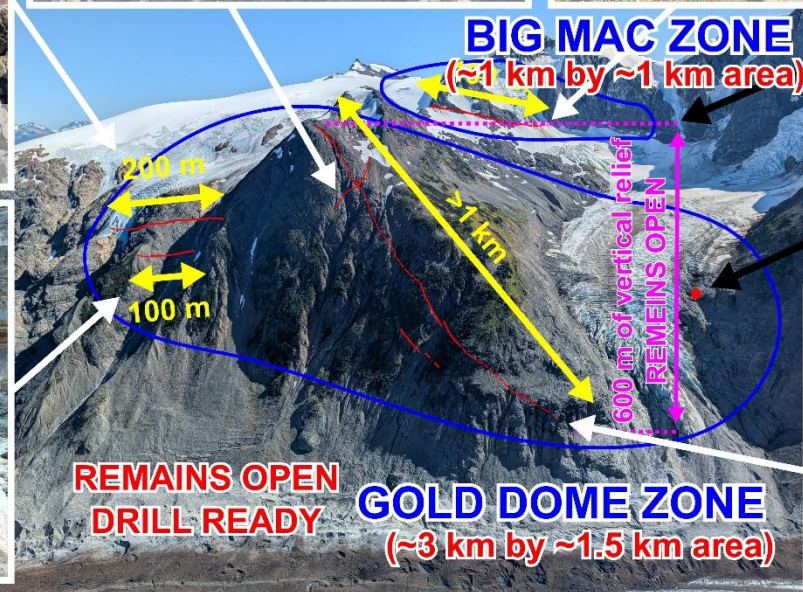 BIG MAC ZONE
(~1 km by ~1 km area)
200 m
>1 km
100 m
600 m of vertical relief
REMEINS OPEN
REMAINS OPEN
DRILL READY
GOLD DOME ZONE
(~3 km by ~1.5 km area)